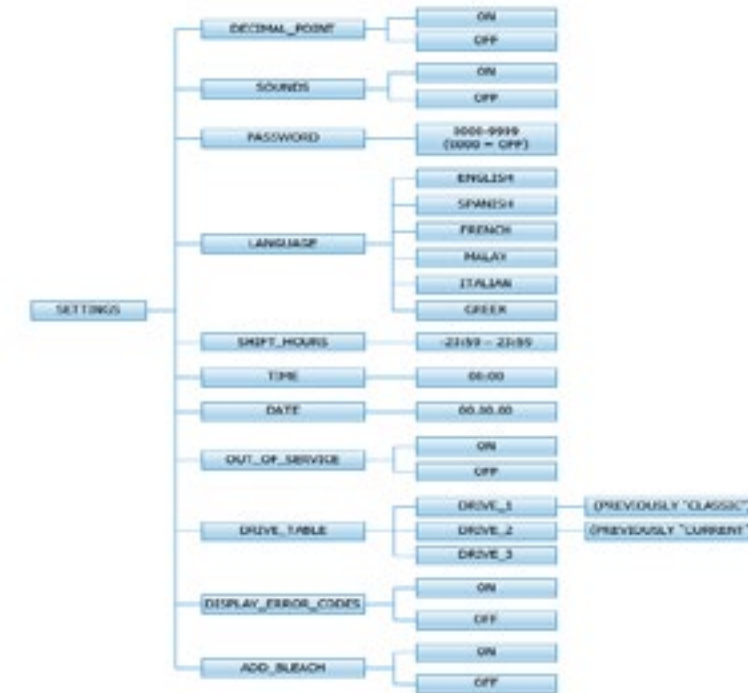 DECIMAL_POINT
ON
OFF
SOUNDS
ON
OFF
PASSWORD
0000-9999
(0000 = OFF)
LANGUAGE
ENGLISH
SPANISH
FRENCH
MALAY
ITALIAN
GREEK
SETTINGS
SHIFT_HOURS
-23:59 – 23:59
TIME
00:00
DATE
00.00.00
OUT_OF_SERVICE
ON
OFF
DRIVE_TABLE
DRIVE_1
(PREVIOUSLY "CLASSIC"
DRIVE_2
(PREVIOUSLY "CURRENT"
DRIVE_3
DISPLAY_ERROR_CODES
ON
OFF
ADD_BLEACH
ON
OFF